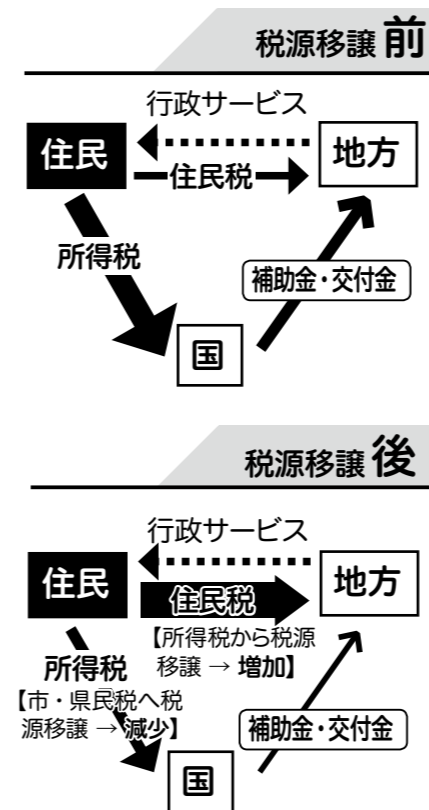 税源移譲前
行政サービス
住民
地方
住民税
所得税
補助金・交付金
国
税源移譲後
行政サービス
住民
地方
住民税
【所得税から税源
移譲 → 増加】
所得税
【市・県民税へ税
源移譲 → 減少】
補助金・交付金
国